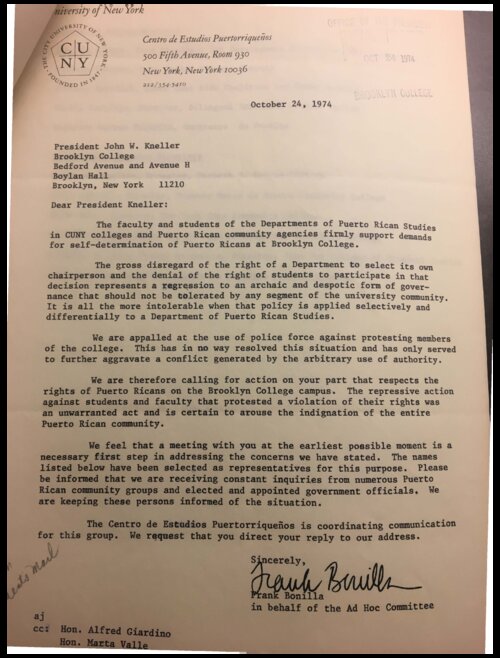 University of New York
THE CITY UNIVERSITY OF NEW YORK
CU
NY
FOUNDED IN 1847
Centro de Estudios Puertorriqueños
500 Fifth Avenue, Room 930
New York, New York 10036
212/354-5410
OFFICE OF THE PRESIDENT
OCT 1974
BROOKLYN COLLEGE
October 24, 1974
President John W. Kneller
Brooklyn College
Bedford Avenue and Avenue H
Boylan Hall
Brooklyn, New York 11210
Dear President Kneller:
The faculty and students of the Departments of Puerto Rican Studies
in CUNY colleges and Puerto Rican community agencies firmly support demands
for self-determination of Puerto Ricans at Brooklyn College.
The gross disregard of the right of a Department to select its own
chairperson and the denial of the right of students to participate in that
decision represents a regression to an archaic and despotic form of gover-
nance that should not be tolerated by any segment of the university community.
It is all the more intolerable when that policy is applied selectively and
differentially to a Department of Puerto Rican Studies.
We are appalled at the use of police force against protesting members
of the college. This has in no way resolved this situation and has only served
to further aggravate a conflict generated by the arbitrary use of authority.
We are therefore calling for action on your part that respects the
rights of Puerto Ricans on the Brooklyn College campus. The repressive action
against students and faculty that protested a violation of their rights was
an unwarranted act and is certain to arouse the indignation of the entire
Puerto Rican community.
We feel that a meeting with you at the earliest possible moment is a
necessary first step in addressing the concerns we have stated. The names
listed below have been selected as representatives for this purpose. Please
be informed that we are receiving constant inquiries from numerous Puerto
Rican community groups and elected and appointed government officials. We
are keeping these persons informed of the situation.
The Centro de Estudios Puertorriqueños is coordinating communication
for this group. We request that you direct your reply to our address.
Sincerely,
Frank Bonilla
Frank Bonilla
in behalf of the Ad Hoc Committee
Mail
aj
cc: Hon. Alfred Giardino
Hon. Marta Valle